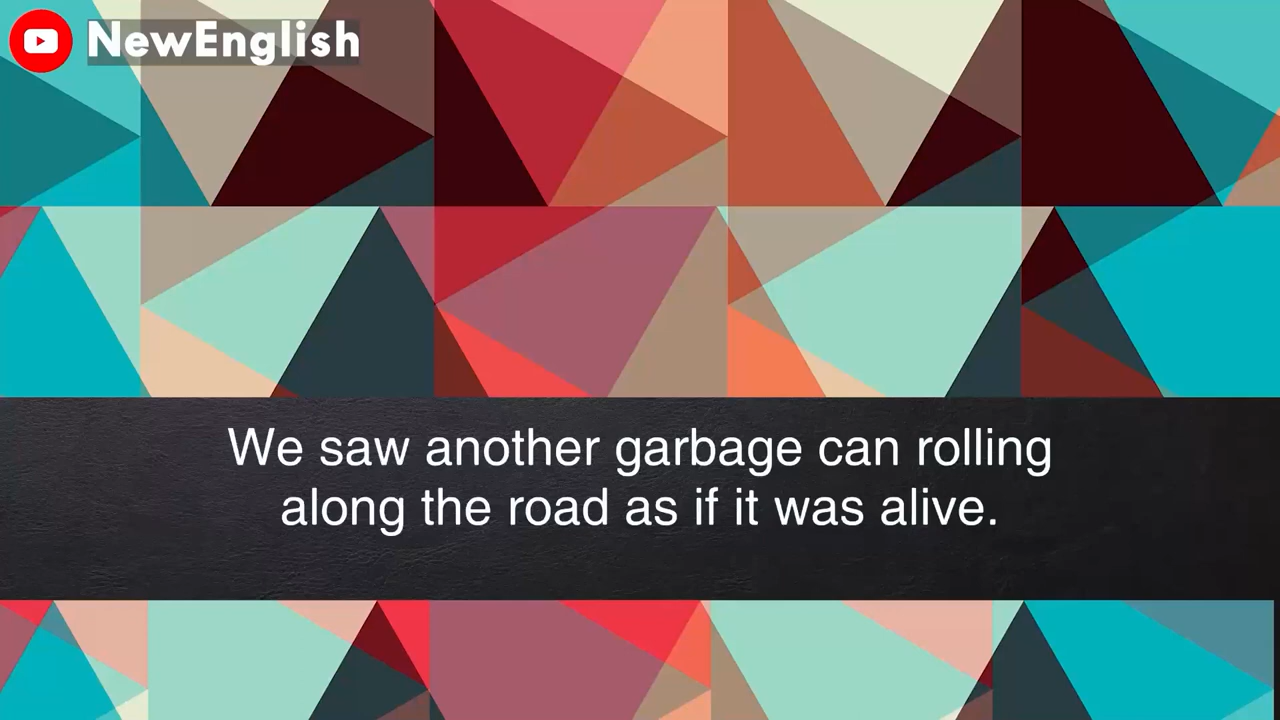 NewEnglish
We saw another garbage can rolling
along the road as if it was alive.